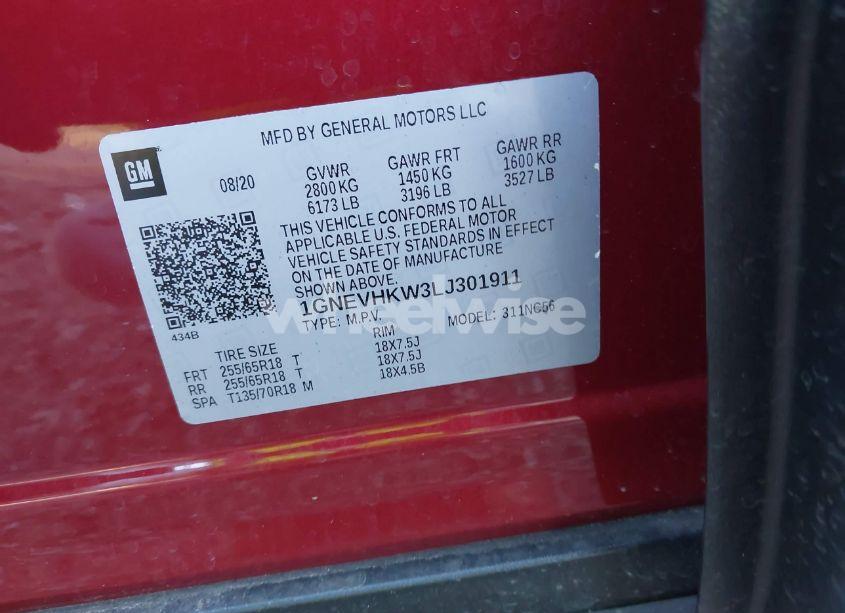 MFD BY GENERAL MOTORS LLC
GM
08/20
GVWR GAWR FRT GAWR RR
2800 KG 1450 KG 1600 KG
6173 LB 3196 LB 3527 LB
THIS VEHICLE CONFORMS TO ALL
APPLICABLE U.S. FEDERAL MOTOR
VEHICLE SAFETY STANDARDS IN EFFECT
ON THE DATE OF MANUFACTURE
SHOWN ABOVE.
1GNEVHKW3LJ301911
TYPE: M.P.V. MODEL: 311NC56
434B
TIRE SIZE RIM
FRT 255/65R18 T 18X7.5J
RR 255/65R18 T 18X7.5J
SPA T135/70R18 M 18X4.5B
wheelwise